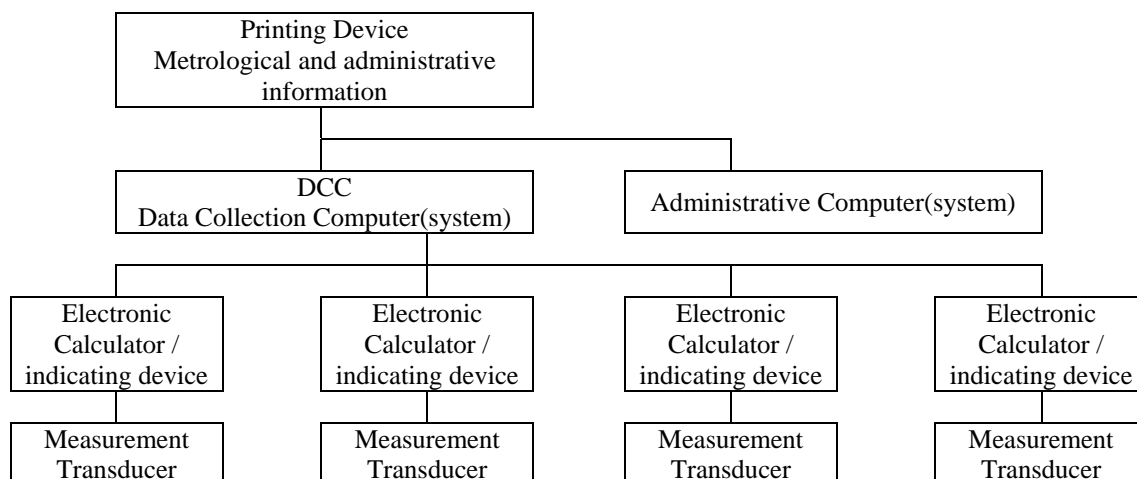 Printing Device
Metrological and administrative
information
DCC
Data Collection Computer(system)
Administrative Computer(system)
Electronic
Calculator /
indicating device
Electronic
Calculator /
indicating device
Electronic
Calculator /
indicating device
Electronic
Calculator /
indicating device
Measurement
Transducer
Measurement
Transducer
Measurement
Transducer
Measurement
Transducer